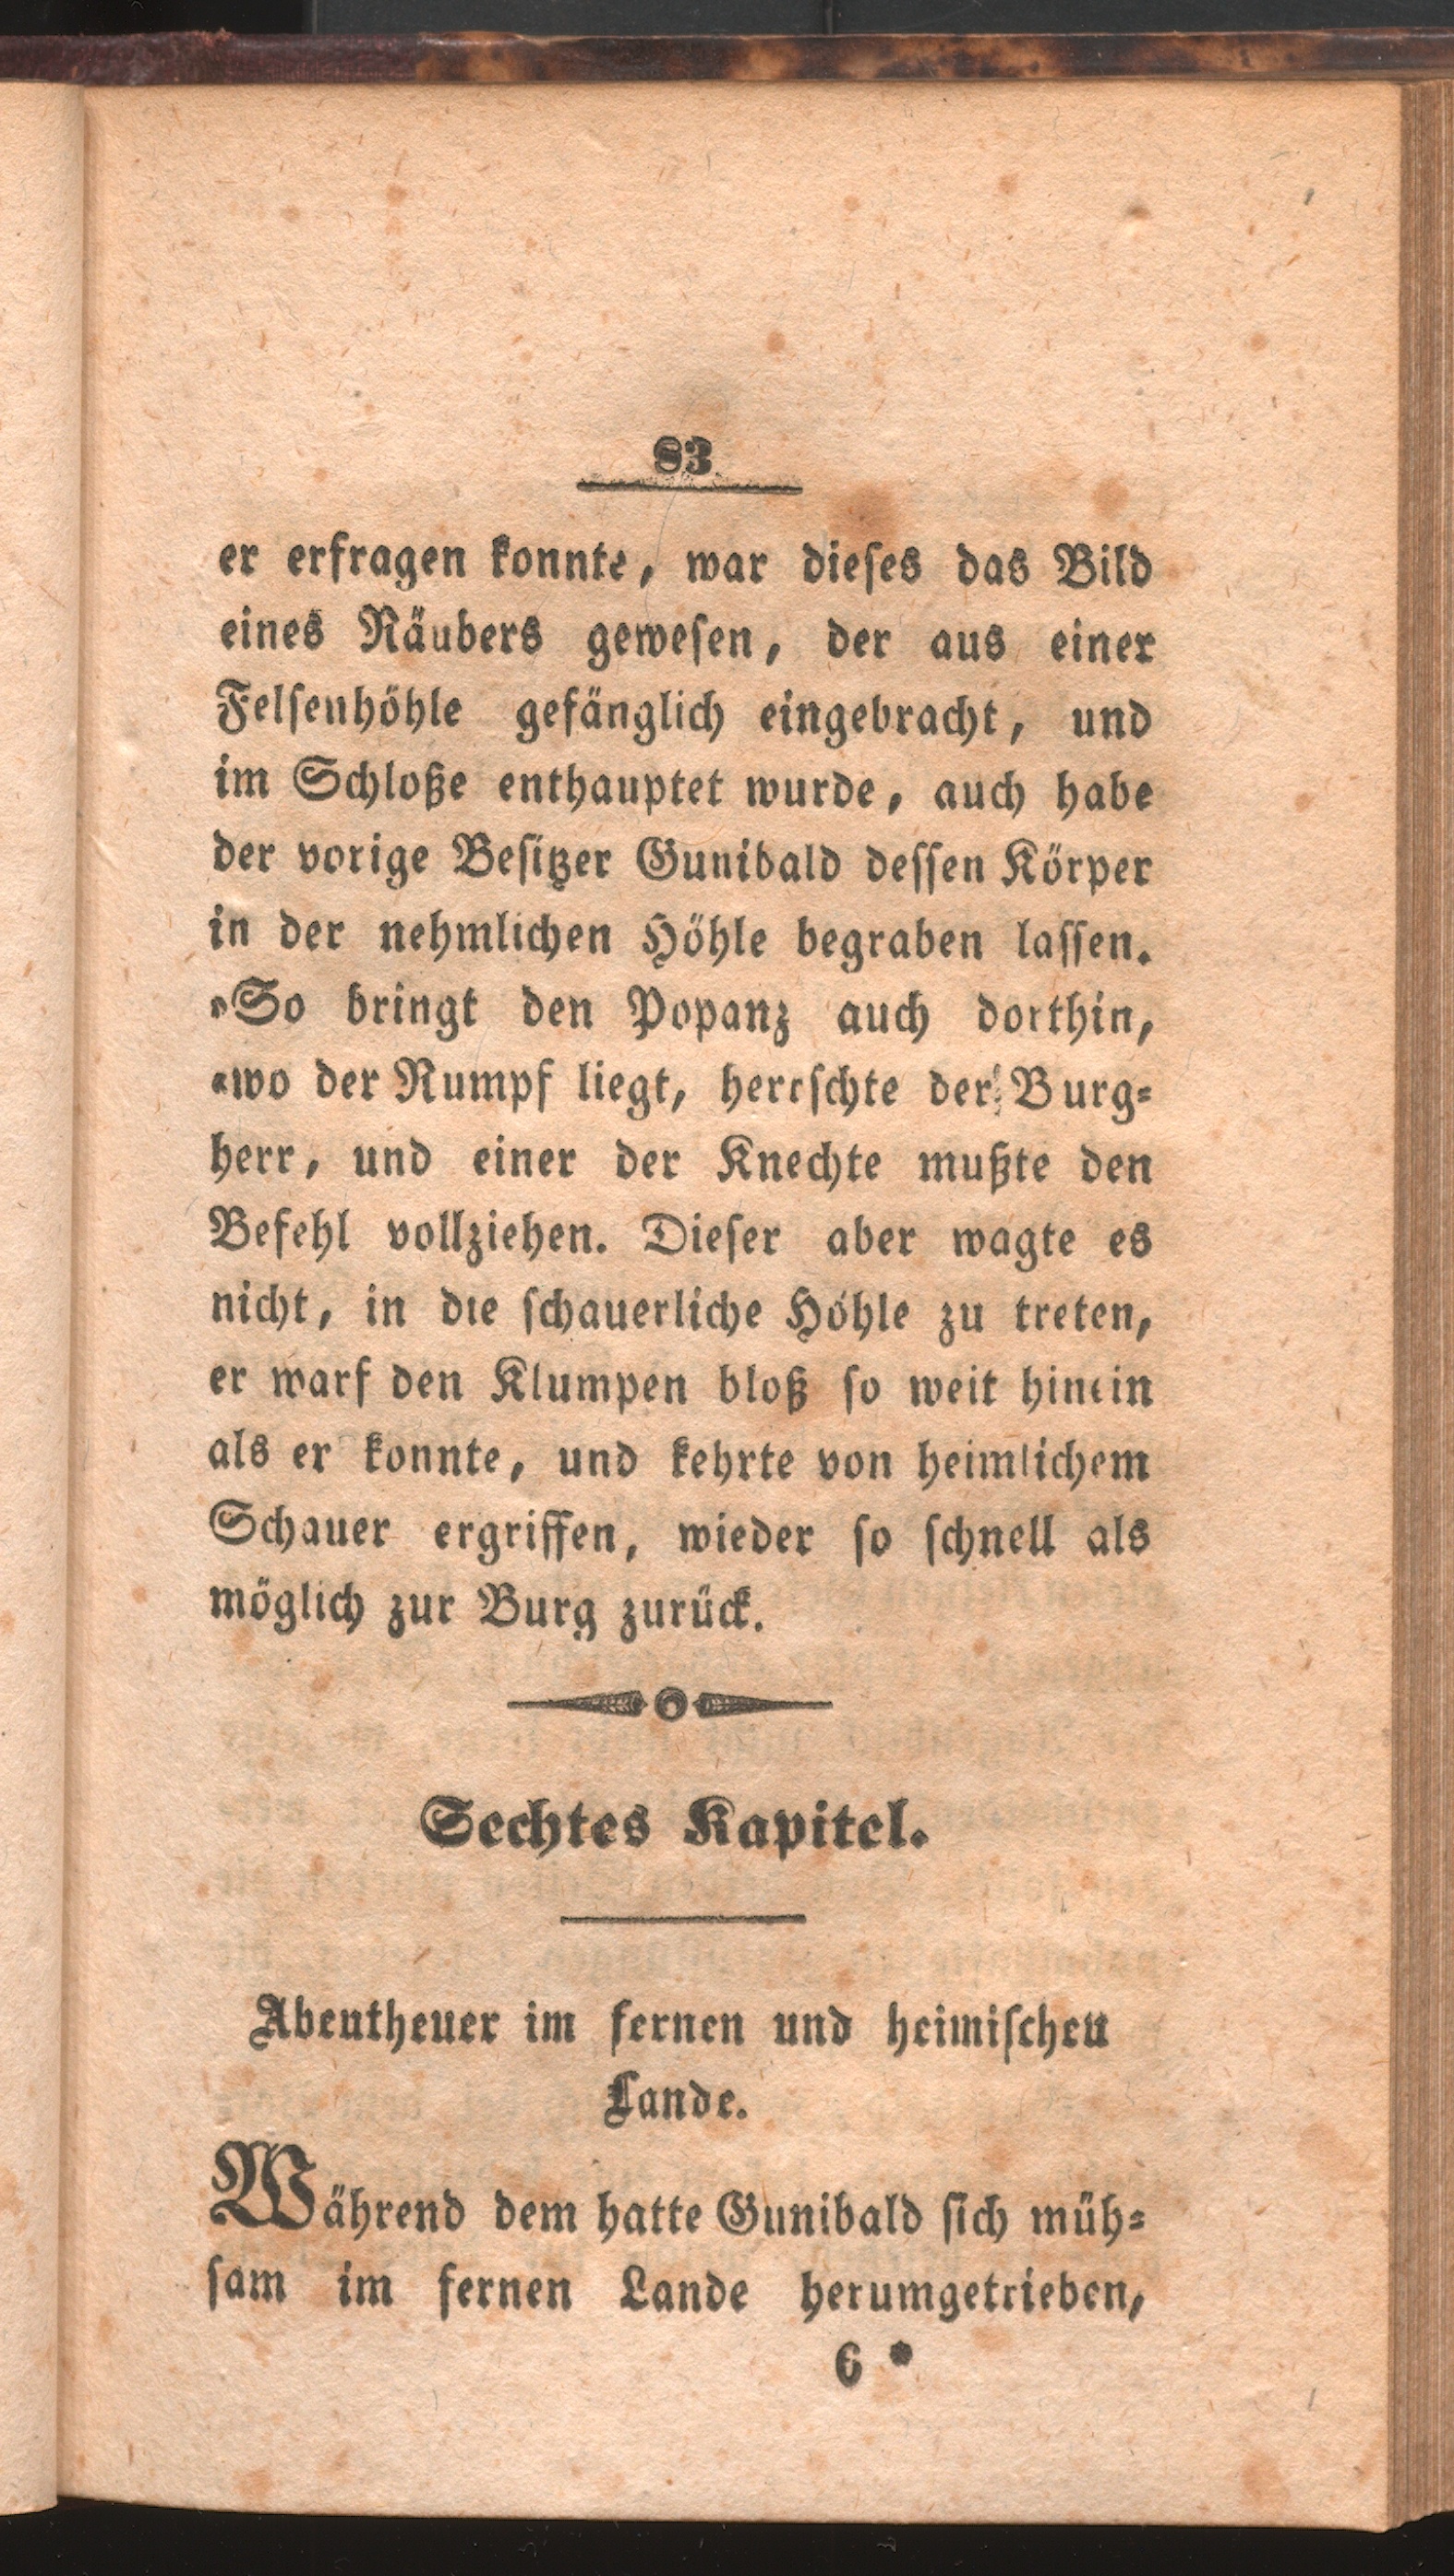 83
er erfragen konnte, war dieſes das Bild
eines Räubers geweſen, der aus einer
Felſenhöhle gefänglich eingebracht, und
im Schloße enthauptet wurde, auch habe
der vorige Beſitzer Gunibald deſſen Körper
in der nehmlichen Höhle begraben laſſen.
»So bringt den Popanz auch dorthin,
«wo der Rumpf liegt, herrſchte der Burg⸗
herr, und einer der Knechte mußte den
Befehl vollziehen. Dieſer aber wagte es
nicht, in die ſchauerliche Höhle zu treten,
er warf den Klumpen bloß ſo weit hinein
als er konnte, und kehrte von heimlichem
Schauer ergriffen, wieder ſo ſchnell als
möglich zur Burg zurück.
Sechtes Kapitel.
Abentheuer im fernen und heimiſchen
Lande.
Während dem hatte Gunibald ſich müh⸗
ſam im fernen Lande herumgetrieben,
6 *